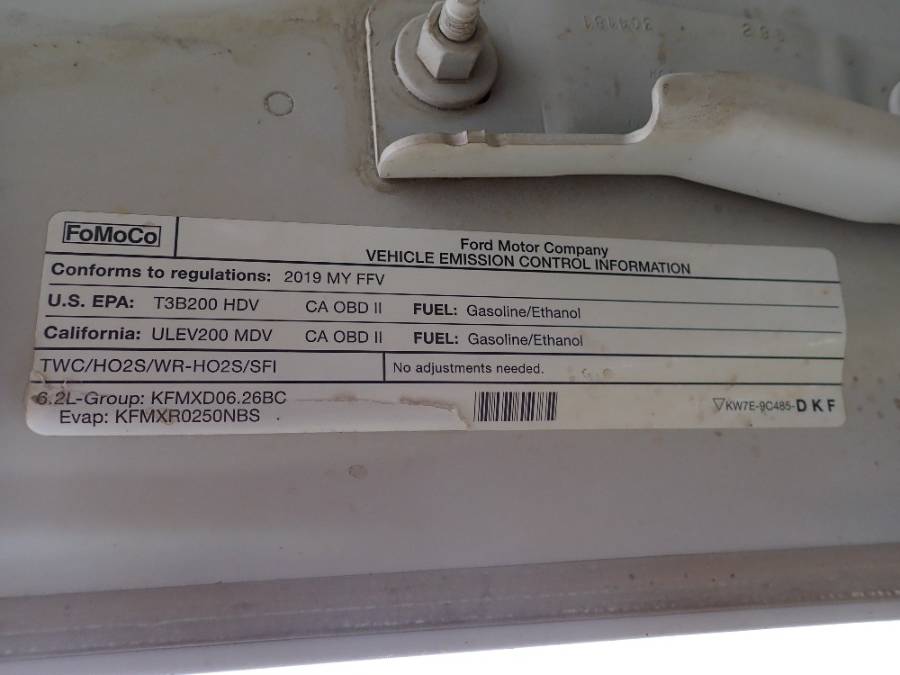 FoMoCo
Ford Motor Company
VEHICLE EMISSION CONTROL INFORMATION
Conforms to regulations: 2019 MY FFV
U.S. EPA: T3B200 HDV CA OBD II FUEL: Gasoline/Ethanol
California: ULEV200 MDV CA OBD II FUEL: Gasoline/Ethanol
TWC/HO2S/WR-HO2S/SFI No adjustments needed.
6.2L-Group: KFMXD06.26BC
Evap: KFMXR0250NBS
KW7E-9C485-DKF